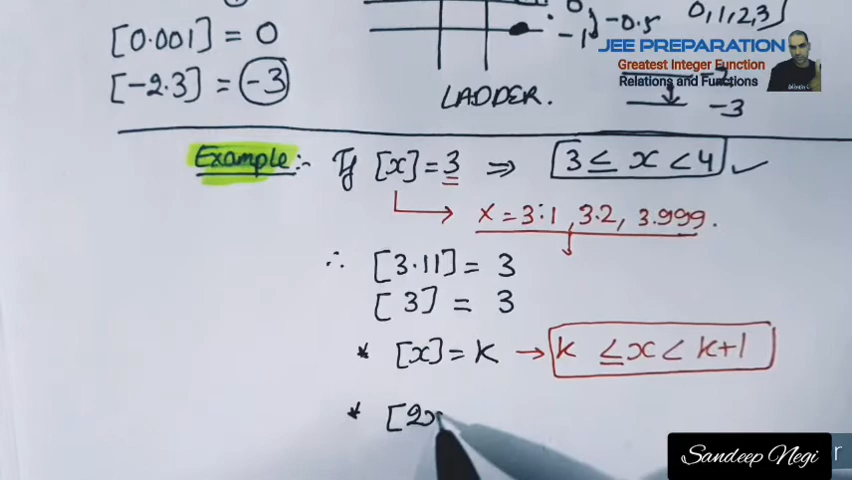 [0.001] = 0
0, 1, 2, 3}
-0.5
-1
JEE PREPARATION
Greatest Integer Function
Relations and Functions
[-2.3] = -3
LADDER.
-3
Example:- If [x] = 3 ⇒ 3 ≤ x < 4 ✓
x = 3.1, 3.2, 3.999.
∴ [3.11] = 3
[3] = 3
* [x] = k → k ≤ x < k+1
* [2x
Sandeep Negi